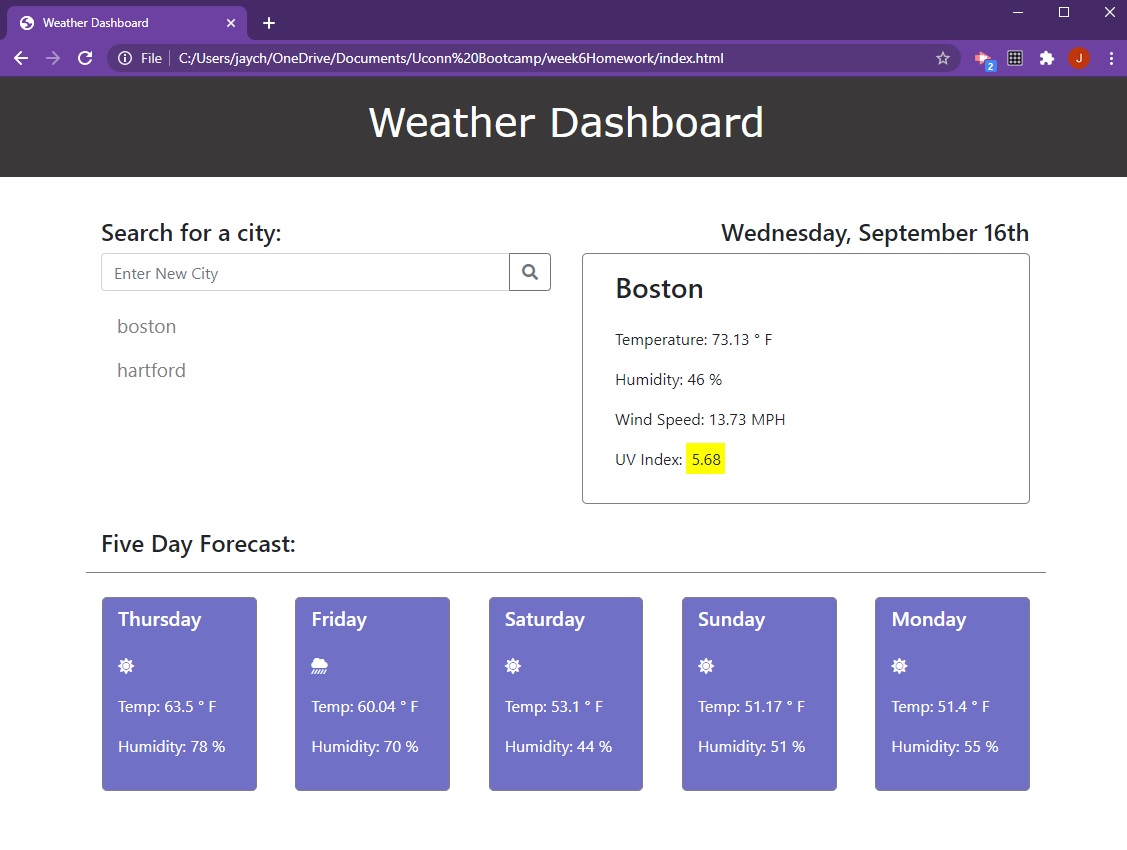 Weather Dashboard
File
C:/Users/jaych/OneDrive/Documents/Uconn%20Bootcamp/week6Homework/index.html
2
J
Weather Dashboard
Search for a city:
Enter New City
boston
hartford
Wednesday, September 16th
Boston
Temperature: 73.13 ° F
Humidity: 46 %
Wind Speed: 13.73 MPH
UV Index: 5.68
Five Day Forecast:
Thursday
Temp: 63.5 ° F
Humidity: 78 %
Friday
Temp: 60.04 ° F
Humidity: 70 %
Saturday
Temp: 53.1 ° F
Humidity: 44 %
Sunday
Temp: 51.17 ° F
Humidity: 51 %
Monday
Temp: 51.4 ° F
Humidity: 55 %